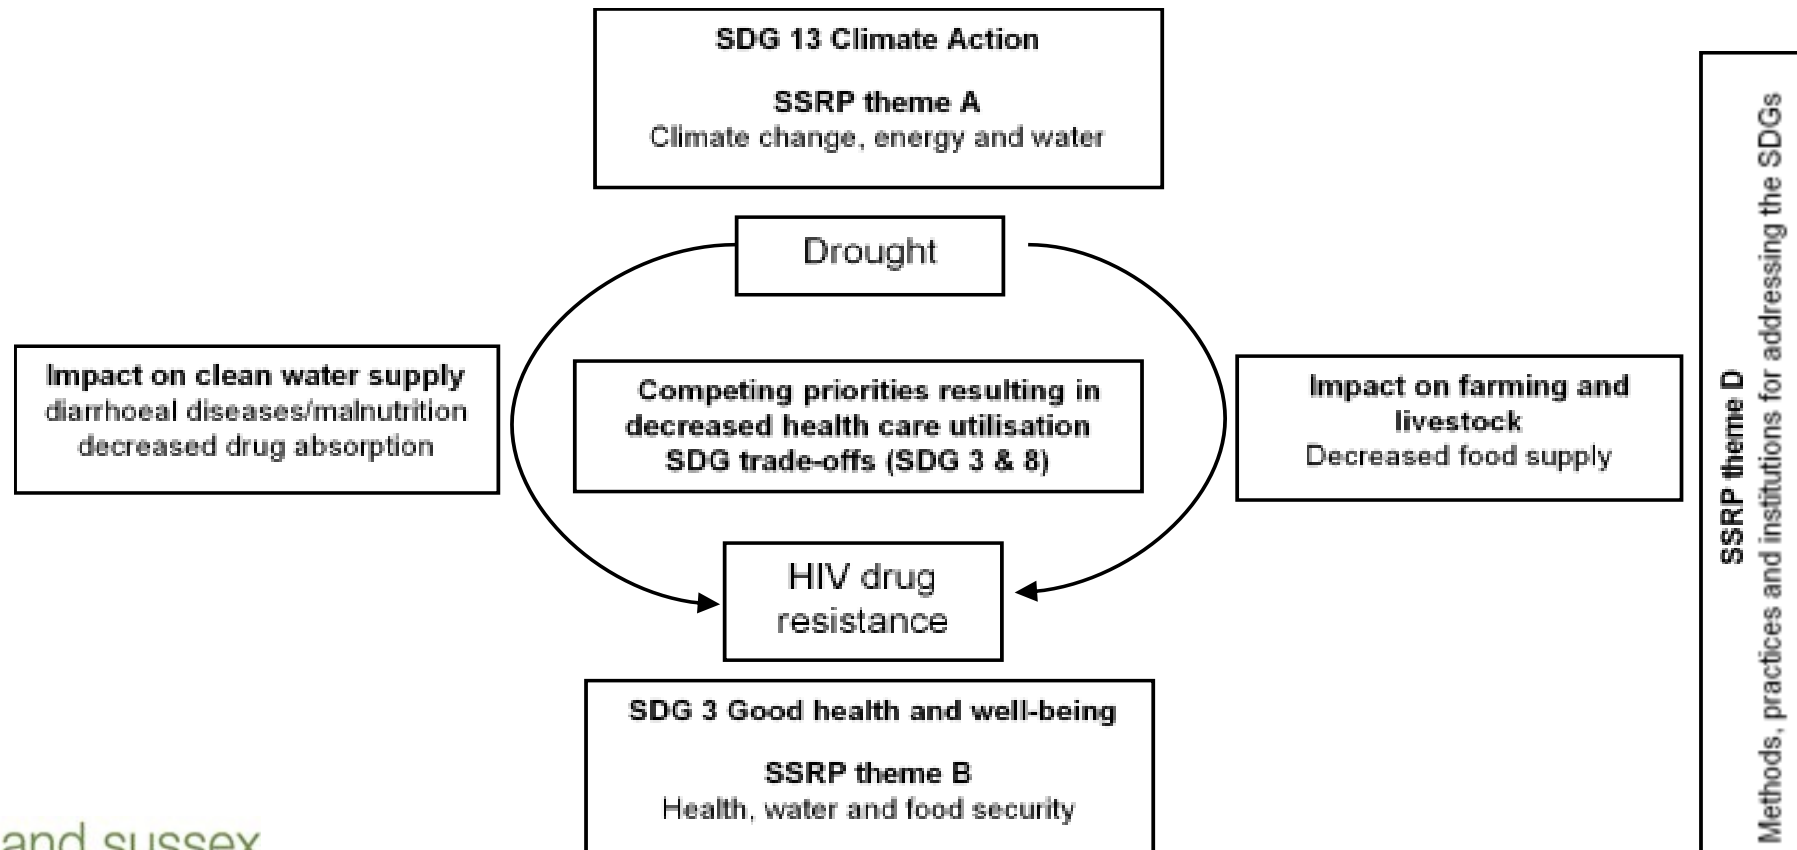 SDG 13 Climate Action
SSRP theme A
Climate change, energy and water
Drought
Impact on clean water supply
diarrhoeal diseases/malnutrition
decreased drug absorption
Competing priorities resulting in
decreased health care utilisation
SDG trade-offs (SDG 3 & 8)
Impact on farming and
livestock
Decreased food supply
HIV drug
resistance
SDG 3 Good health and well-being
SSRP theme B
Health, water and food security
SSRP theme D
Methods, practices and institutions for addressing the SDGs
and sussex